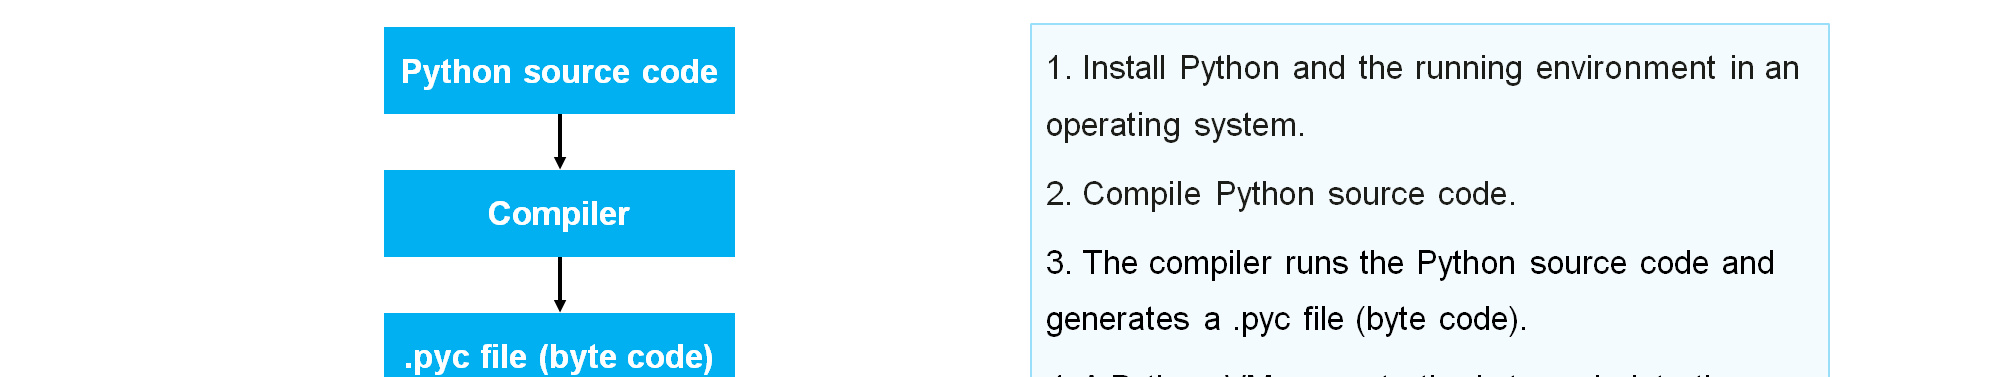 Python source code
Compiler
.pyc file (byte code)
1. Install Python and the running environment in an
operating system.
2. Compile Python source code.
3. The compiler runs the Python source code and
generates a .pyc file (byte code).